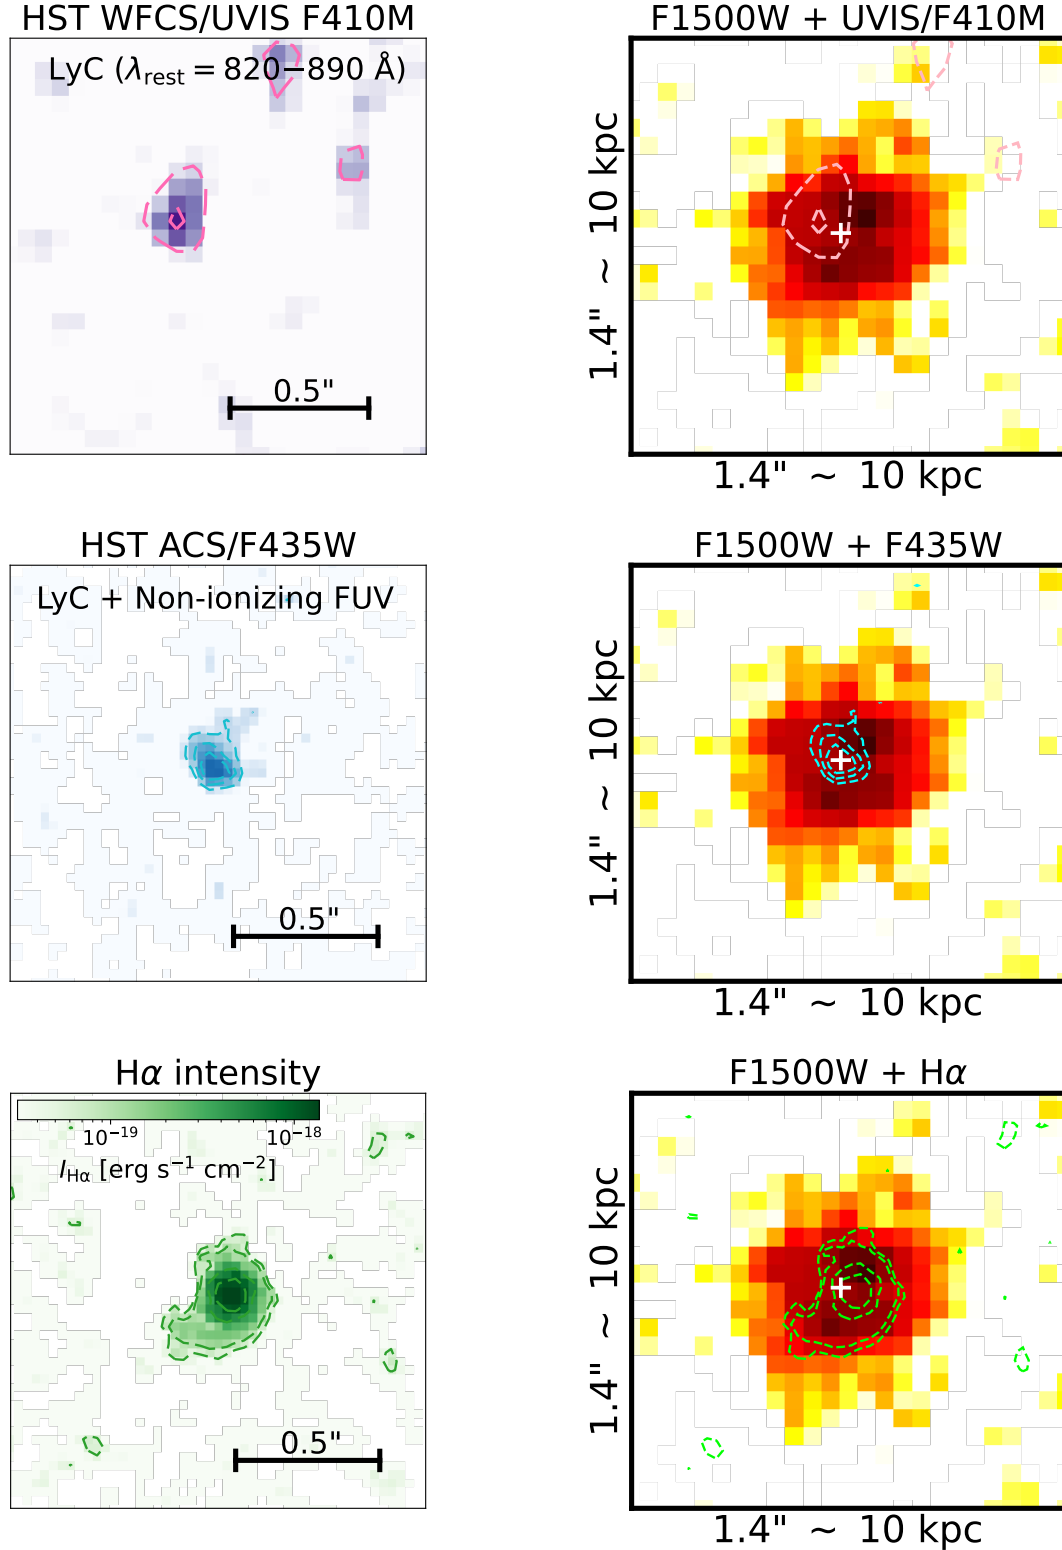 HST WFCS/UVIS F410M
LyC (λrest = 820−890 Å)
0.5"
F1500W + UVIS/F410M
1.4" ~ 10 kpc
1.4" ~ 10 kpc
HST ACS/F435W
LyC + Non-ionizing FUV
0.5"
F1500W + F435W
1.4" ~ 10 kpc
1.4" ~ 10 kpc
Hα intensity
10⁻¹⁹ 10⁻¹⁸
IHα [erg s⁻¹ cm⁻²]
0.5"
F1500W + Hα
1.4" ~ 10 kpc
1.4" ~ 10 kpc